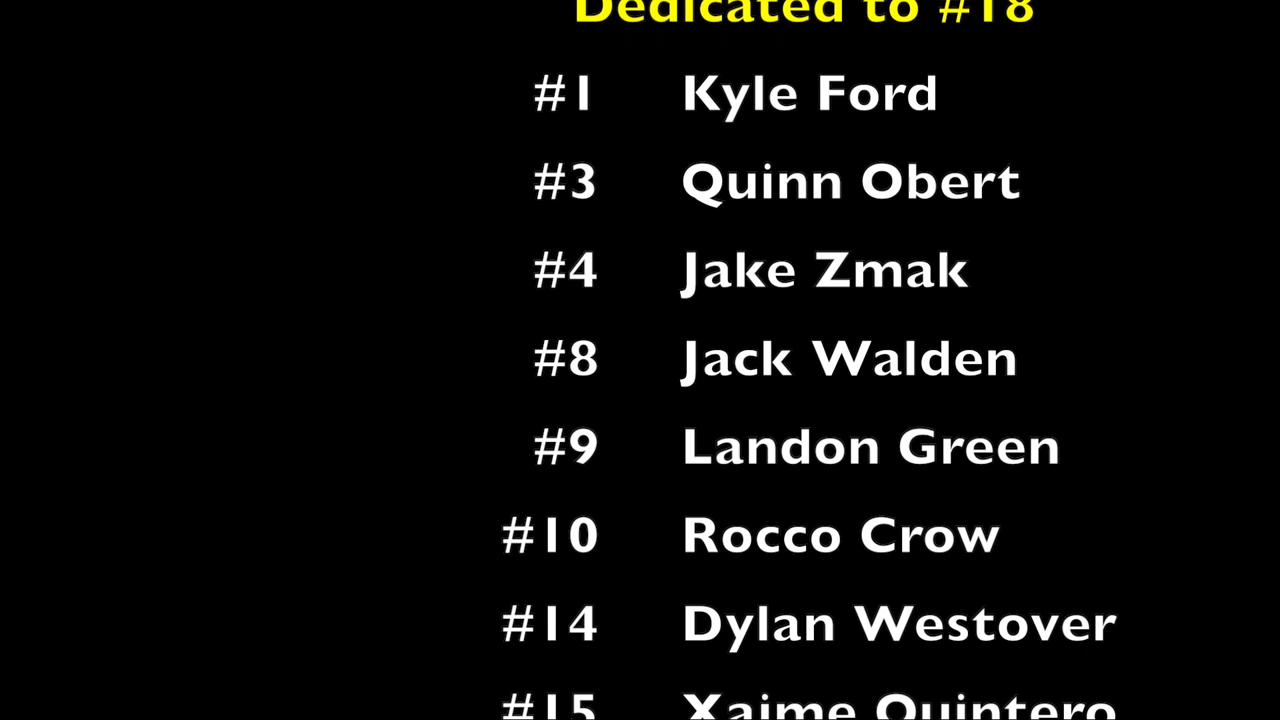 Dedicated to #18
#1 Kyle Ford
#3 Quinn Obert
#4 Jake Zmak
#8 Jack Walden
#9 Landon Green
#10 Rocco Crow
#14 Dylan Westover
#15 Xaime Quintero